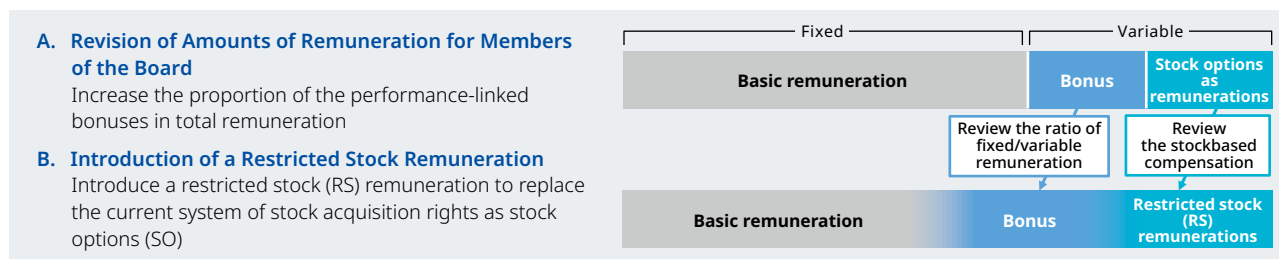 A. Revision of Amounts of Remuneration for Members
of the Board
Increase the proportion of the performance-linked
bonuses in total remuneration
B. Introduction of a Restricted Stock Remuneration
Introduce a restricted stock (RS) remuneration to replace
the current system of stock acquisition rights as stock
options (SO)
Fixed
Variable
Basic remuneration
Bonus
Stock options
as
remunerations
Review the ratio of
fixed/variable
remuneration
Review
the stockbased
compensation
Basic remuneration
Bonus
Restricted stock
(RS)
remunerations